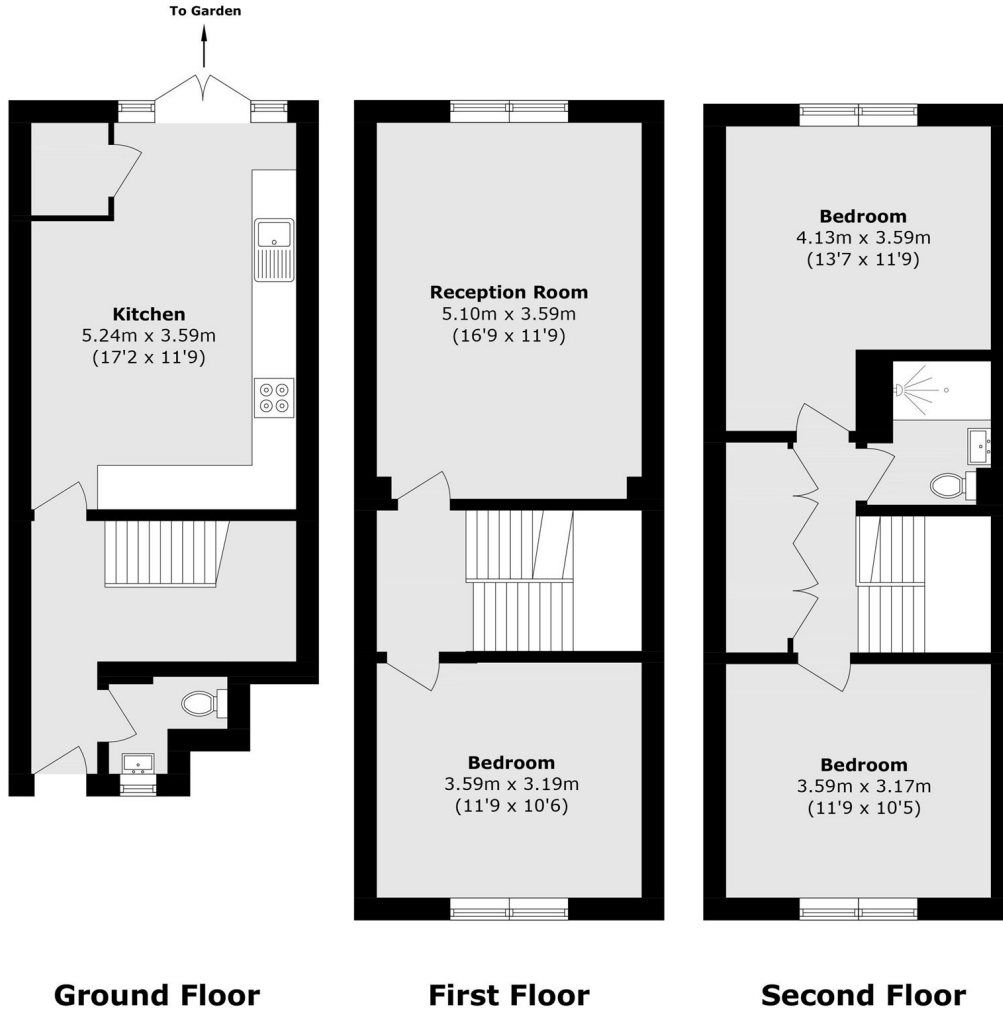 To Garden
Kitchen
5.24m x 3.59m
(17'2 x 11'9)
Reception Room
5.10m x 3.59m
(16'9 x 11'9)
Bedroom
3.59m x 3.19m
(11'9 x 10'6)
Bedroom
4.13m x 3.59m
(13'7 x 11'9)
Bedroom
3.59m x 3.17m
(11'9 x 10'5)
Ground Floor
First Floor
Second Floor